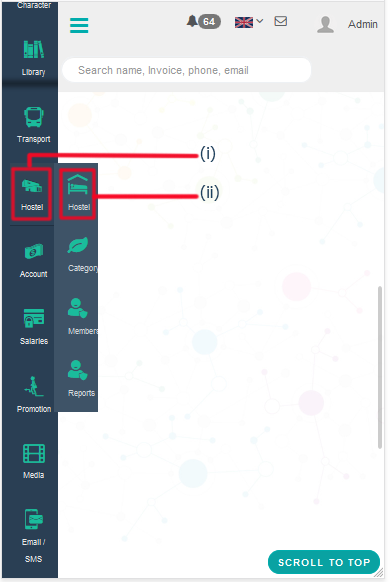 Character
64
Admin
Library
Search name, Invoice, phone, email
Transport
(i)
Hostel
Hostel
(ii)
Account
Category
Salaries
Members
Promotion
Reports
Media
Email /
SMS
SCROLL TO TOP